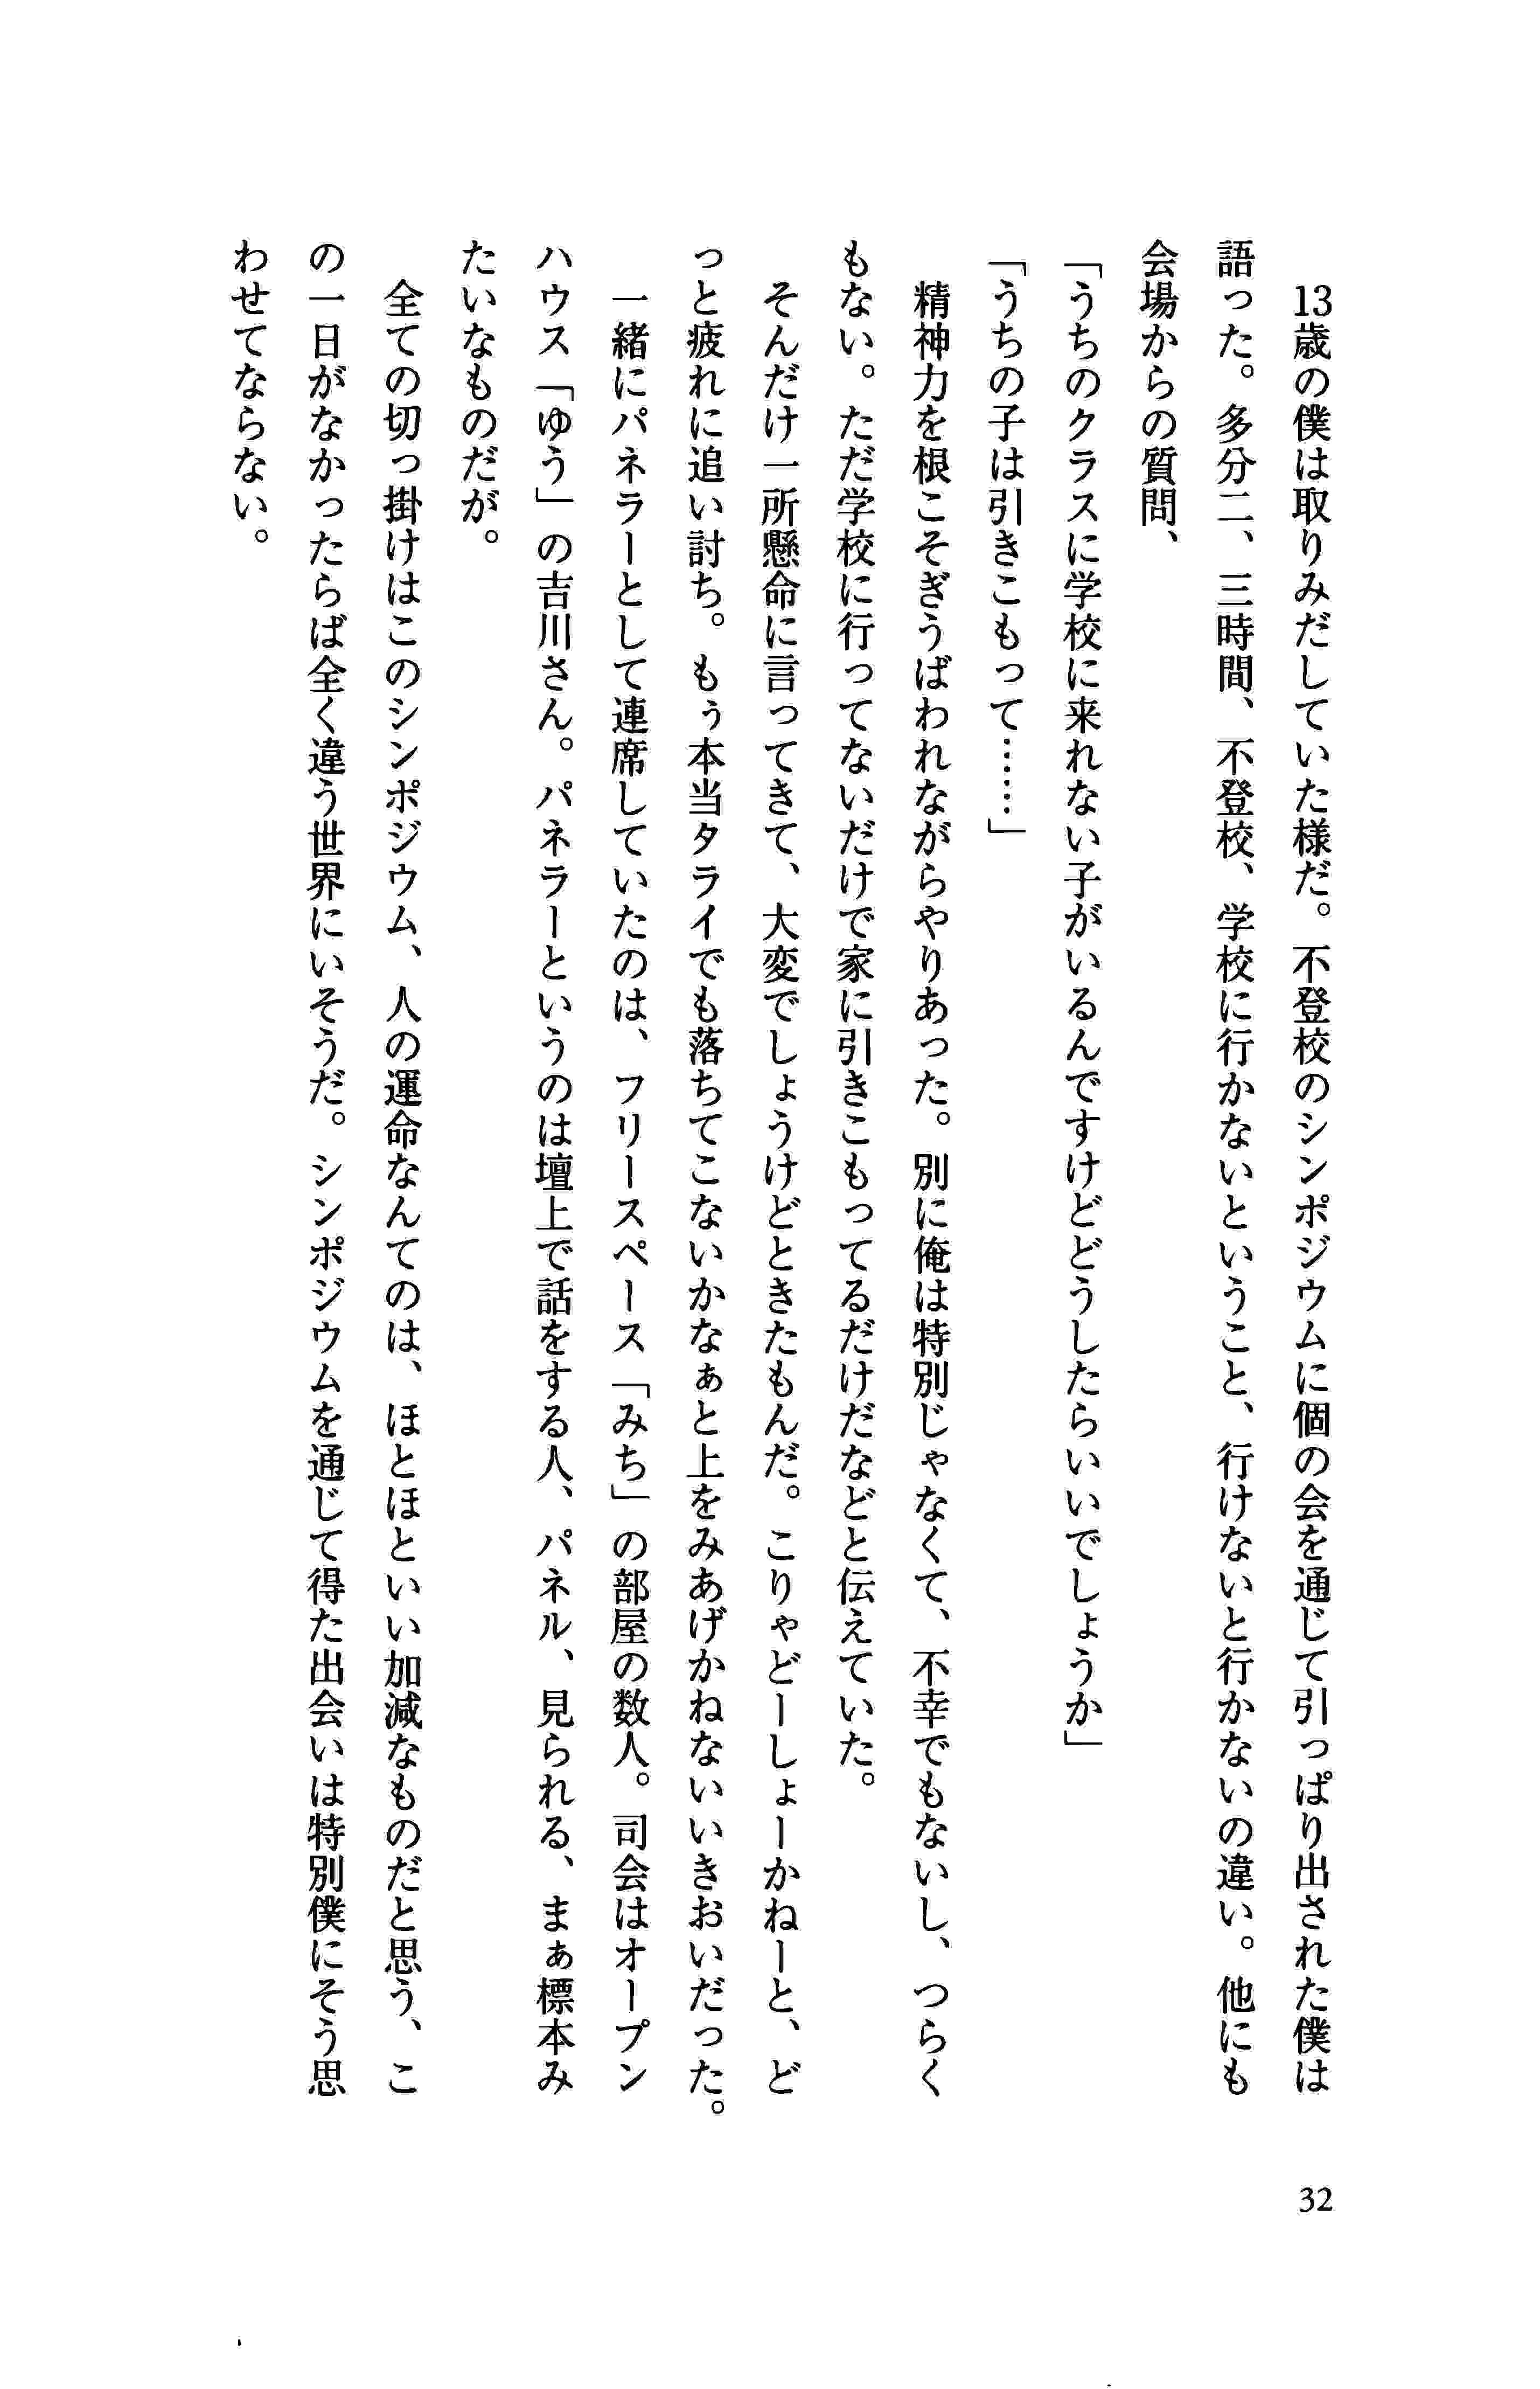 13歳の僕は取りみだしていた様だ。不登校のシンポジウムに個の会を通じて引っぱり出された僕は
語った。多分二、三時間、不登校、学校に行かないということ、行けないと行かないの違い。他にも
会場からの質問、
「うちのクラスに学校に来れない子がいるんですけどどうしたらいいでしょうか」
「うちの子は引きこもって……」
精神力を根こそぎうばわれながらやりあった。別に俺は特別じゃなくて、不幸でもないし、つらく
もない。ただ学校に行ってないだけで家に引きこもってるだけだなどと伝えていた。
そんだけ一所懸命に言ってきて、大変でしょうけどときたもんだ。こりゃどーしょーかねーと、ど
っと疲れに追い討ち。もぅ本当タライでも落ちてこないかなぁと上をみあげかねないいきおいだった。
一緒にパネラーとして連席していたのは、フリースペース「みち」の部屋の数人。司会はオープン
ハウス「ゆう」の吉川さん。パネラーというのは壇上で話をする人、パネル、見られる、まぁ標本み
たいなものだが。
全ての切っ掛けはこのシンポジウム、人の運命なんてのは、ほとほといい加減なものだと思う、こ
の一日がなかったらば全く違う世界にいそうだ。シンポジウムを通じて得た出会いは特別僕にそう思
わせてならない。
32